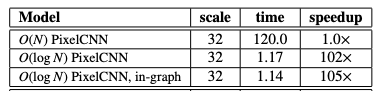 Model scale time speedup
O(N) PixelCNN 32 120.0 1.0×
O(log N) PixelCNN 32 1.17 102×
O(log N) PixelCNN, in-graph 32 1.14 105×